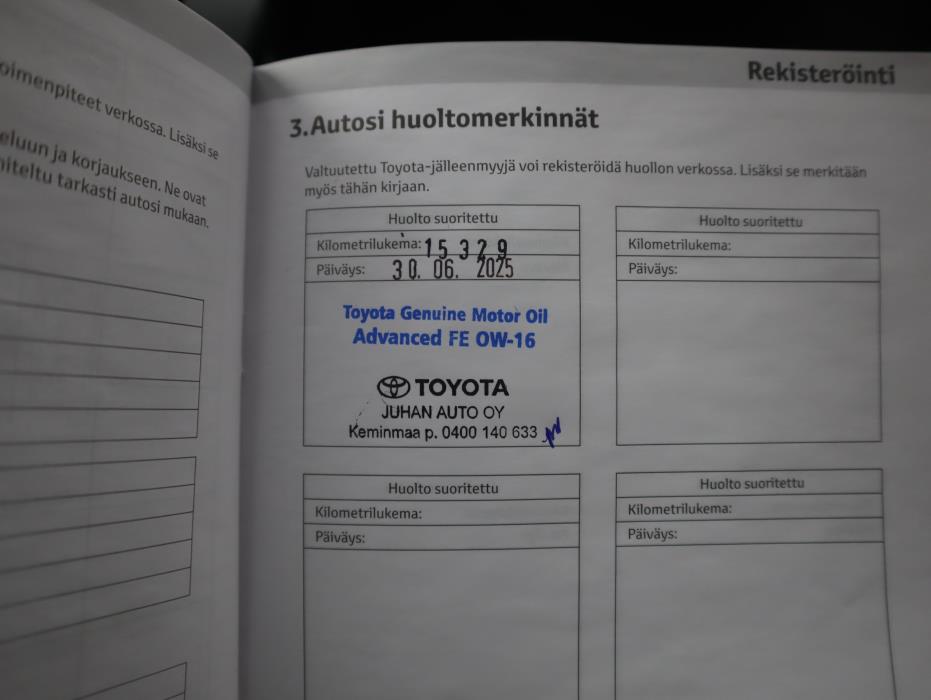 oimenpiteet verkossa. Lisäksi se
eluun ja korjaukseen. Ne ovat
niteltu tarkasti autosi mukaan.
Rekisteröinti
3.Autosi huoltomerkinnät
Valtuutettu Toyota-jälleenmyyjä voi rekisteröidä huollon verkossa. Lisäksi se merkitään
myös tähän kirjaan.
Huolto suoritettu
Kilometrilukema: 15 329
Päiväys: 30. 06. 2025
Toyota Genuine Motor Oil
Advanced FE OW-16
TOYOTA
JUHAN AUTO OY
Keminmaa p. 0400 140 633
Huolto suoritettu
Kilometrilukema:
Päiväys:
Huolto suoritettu
Kilometrilukema:
Päiväys:
Huolto suoritettu
Kilometrilukema:
Päiväys: